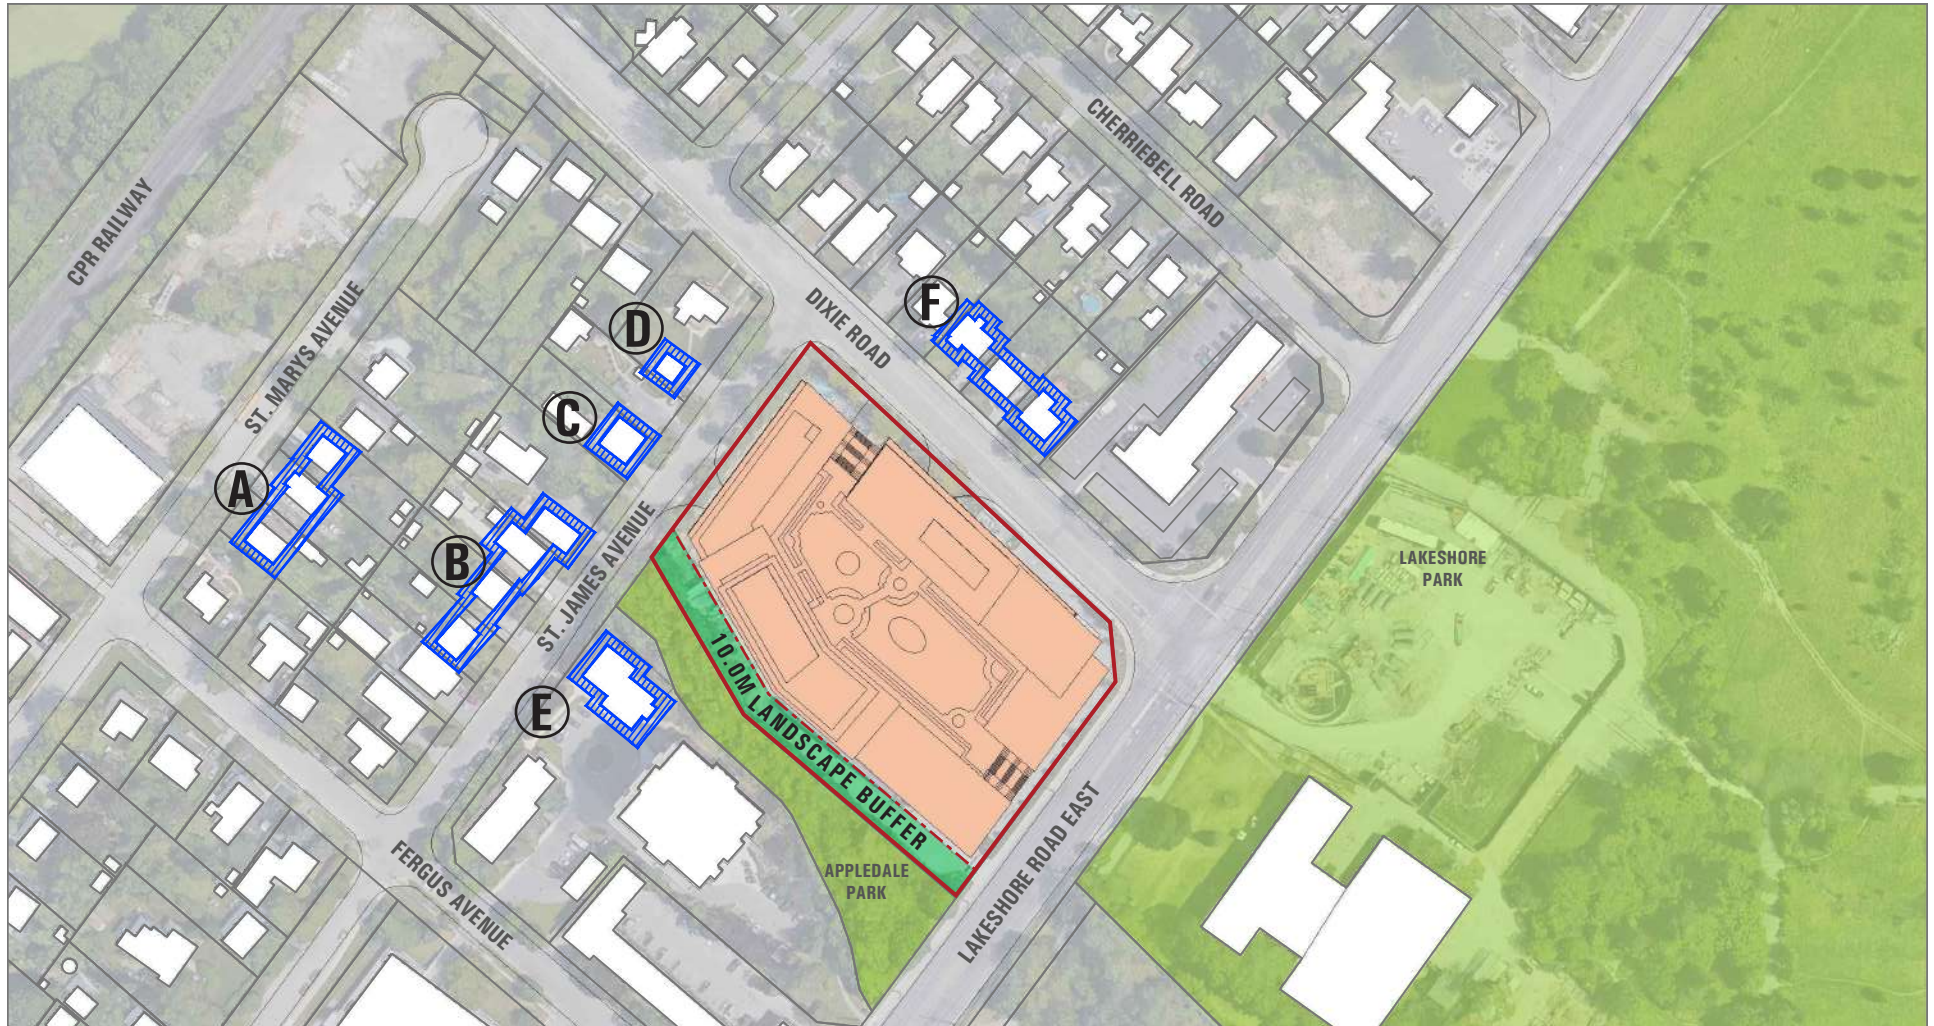 CHERRIEBELL ROAD
CPR RAILWAY
ST. MARYS AVENUE
DIXIE ROAD
D
F
C
A
B
E
ST. JAMES AVENUE
LAKESHORE
PARK
10.0M LANDSCAPE BUFFER
APPLEDALE
PARK
FERGUS AVENUE
LAKESHORE ROAD EAST